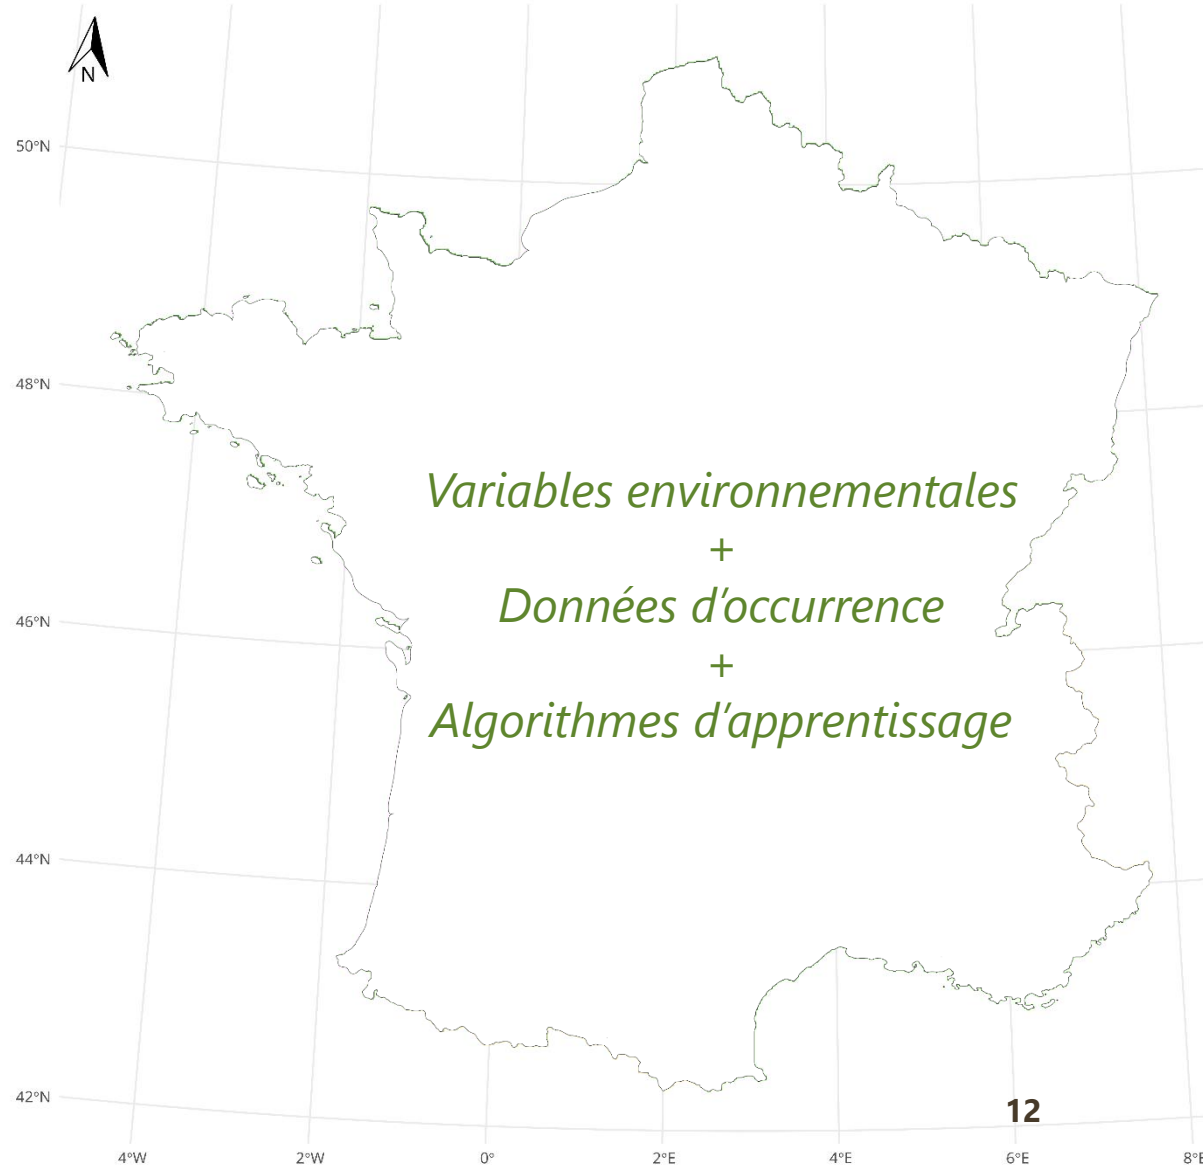 N
50°N
48°N
Variables environnementales
+
Données d'occurrence
+
Algorithmes d'apprentissage
46°N
44°N
42°N
12
4°W
2°W
0°
2°E
4°E
6°E
8°E